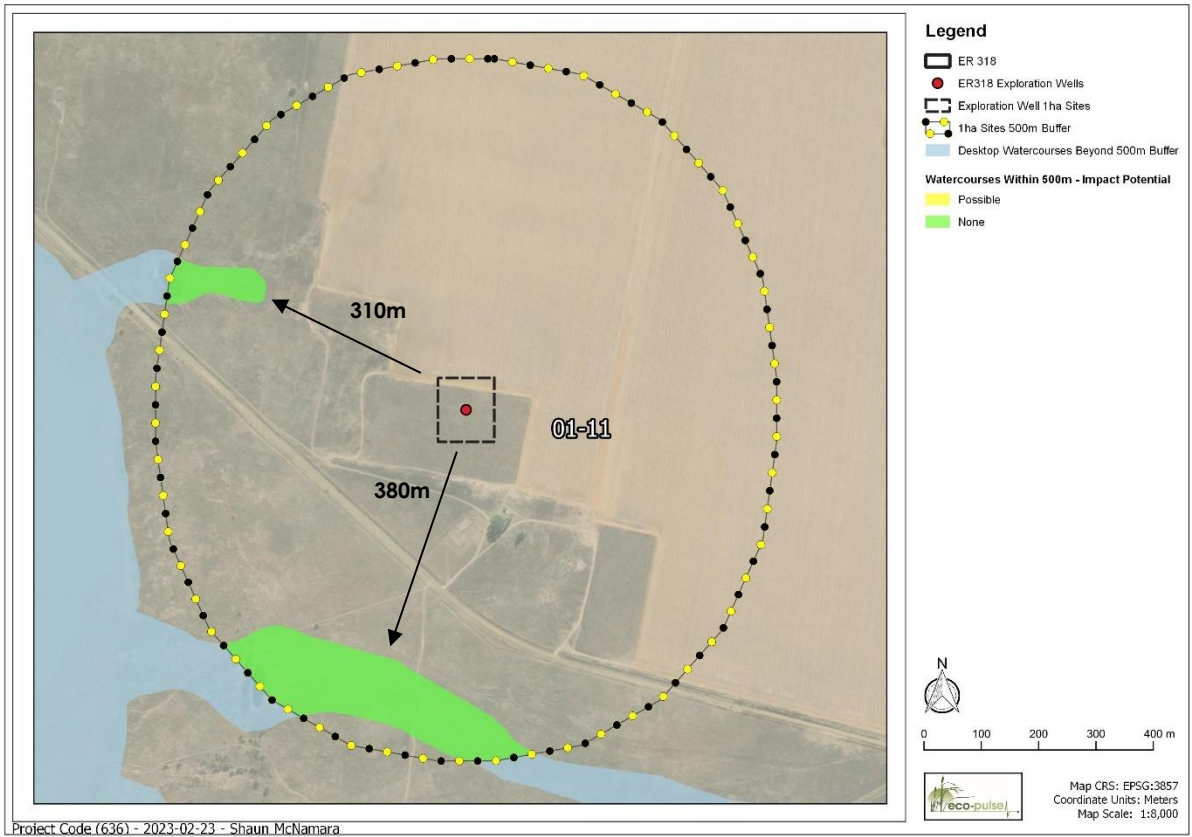 310m
01-11
380m
Legend
ER 318
ER318 Exploration Wells
Exploration Well 1ha Sites
1ha Sites 500m Buffer
Desktop Watercourses Beyond 500m Buffer
Watercourses Within 500m - Impact Potential
Possible
None
N
0 100 200 300 400 m
eco-pulse
Map CRS: EPSG:3857
Coordinate Units: Meters
Map Scale: 1:8,000
Project Code (636) - 2023-02-23 - Shaun McNamara